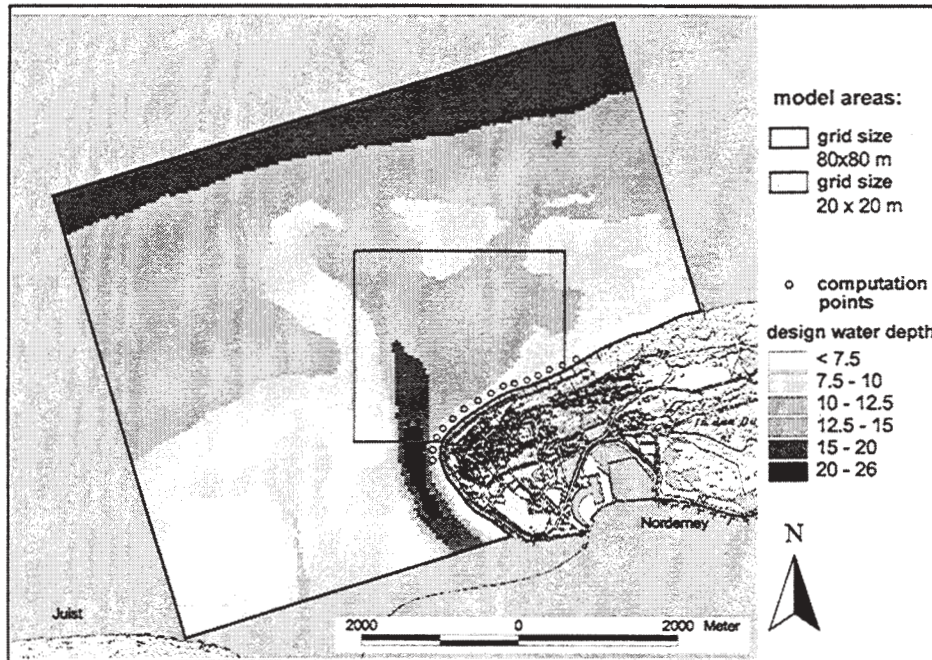 model areas:
grid size
80x80 m
grid size
20 x 20 m
computation
points
design water depth
< 7.5
7.5 - 10
10 - 12.5
12.5 - 15
15 - 20
20 - 26
N
Norderney
Juist
2000 0 2000 Meter